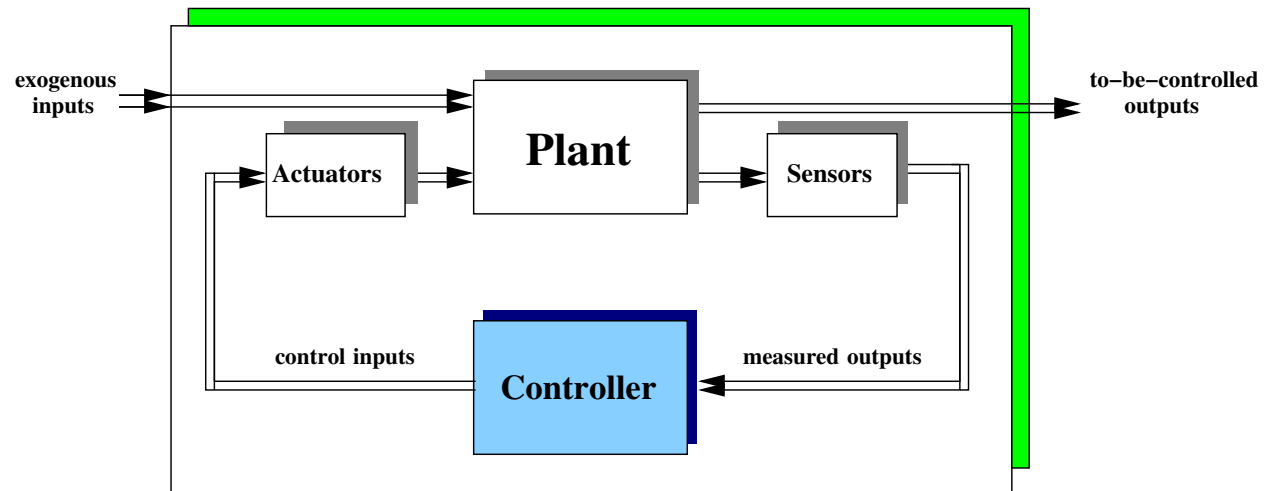 exogenous
inputs
to−be−controlled
outputs
Plant
Actuators
Sensors
control inputs
measured outputs
Controller